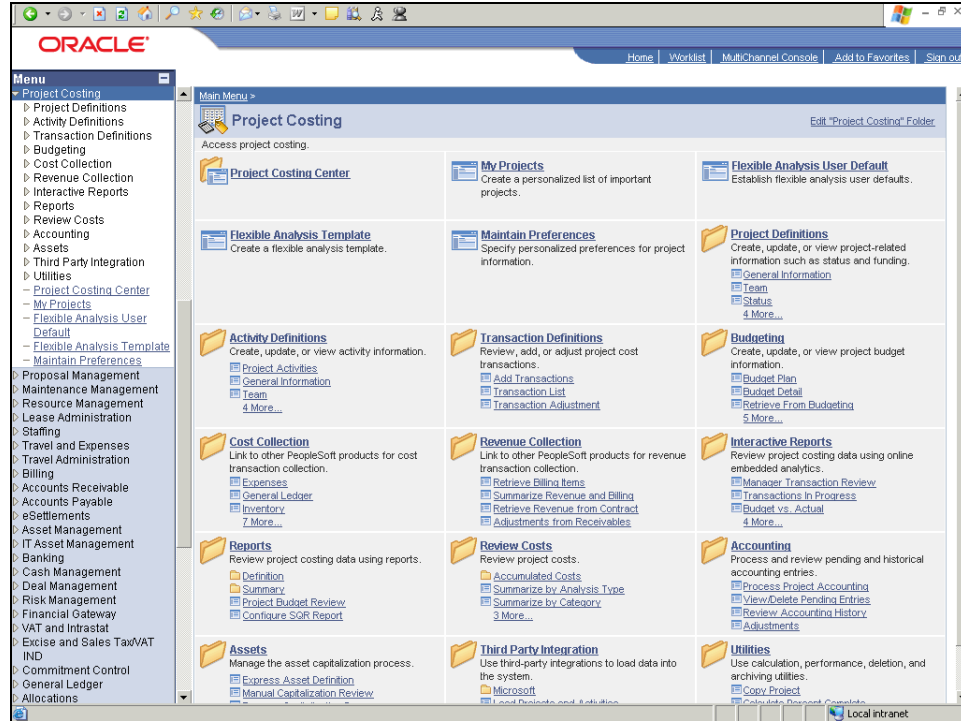 ORACLE
Home | Worklist | MultiChannel Console | Add to Favorites | Sign out
Menu
Project Costing
Project Definitions
Activity Definitions
Transaction Definitions
Budgeting
Cost Collection
Revenue Collection
Interactive Reports
Reports
Review Costs
Accounting
Assets
Third Party Integration
Utilities
– Project Costing Center
– My Projects
– Flexible Analysis User
Default
– Flexible Analysis Template
– Maintain Preferences
Proposal Management
Maintenance Management
Resource Management
Lease Administration
Staffing
Travel and Expenses
Travel Administration
Billing
Accounts Receivable
Accounts Payable
eSettlements
Asset Management
IT Asset Management
Banking
Cash Management
Deal Management
Risk Management
Financial Gateway
VAT and Intrastat
Excise and Sales Tax/VAT
IND
Commitment Control
General Ledger
Allocations
Main Menu >
Project Costing
Edit "Project Costing" Folder
Access project costing.
Project Costing Center
My Projects
Create a personalized list of important
projects.
Flexible Analysis User Default
Establish flexible analysis user defaults.
Flexible Analysis Template
Create a flexible analysis template.
Maintain Preferences
Specify personalized preferences for project
information.
Project Definitions
Create, update, or view project-related
information such as status and funding.
General Information
Team
Status
4 More...
Activity Definitions
Create, update, or view activity information.
Project Activities
General Information
Team
4 More...
Transaction Definitions
Review, add, or adjust project cost
transactions.
Add Transactions
Transaction List
Transaction Adjustment
Budgeting
Create, update, or view project budget
information.
Budget Plan
Budget Detail
Retrieve From Budgeting
5 More...
Cost Collection
Link to other PeopleSoft products for cost
transaction collection.
Expenses
General Ledger
Inventory
7 More...
Revenue Collection
Link to other PeopleSoft products for revenue
transaction collection.
Retrieve Billing Items
Summarize Revenue and Billing
Retrieve Revenue from Contract
Adjustments from Receivables
Interactive Reports
Review project costing data using online
embedded analytics.
Manager Transaction Review
Transactions In Progress
Budget vs. Actual
4 More...
Reports
Review project costing data using reports.
Definition
Summary
Project Budget Review
Configure SQR Report
Review Costs
Review project costs.
Accumulated Costs
Summarize by Analysis Type
Summarize by Category
3 More...
Accounting
Process and review pending and historical
accounting entries.
Process Project Accounting
View/Delete Pending Entries
Review Accounting History
Adjustments
Assets
Manage the asset capitalization process.
Express Asset Definition
Manual Capitalization Review
Third Party Integration
Use third-party integrations to load data into
the system.
Microsoft
Load Projects and Activities
Utilities
Use calculation, performance, deletion, and
archiving utilities.
Copy Project
Calculate Percent Complete
Local intranet